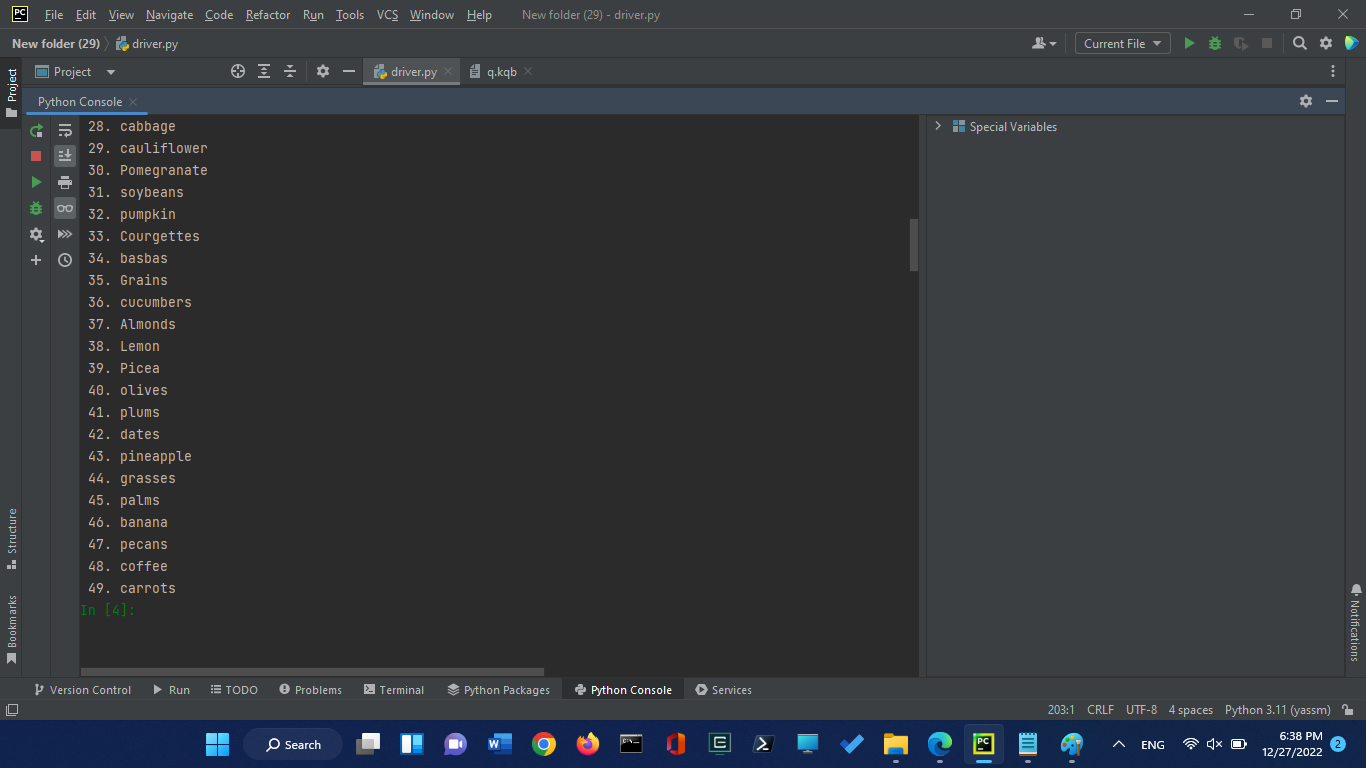 PC File Edit View Navigate Code Refactor Run Tools VCS Window Help New folder (29) - driver.py
New folder (29) driver.py Current File
Project driver.py q.kqb
Project
Python Console
28. cabbage
29. cauliflower
30. Pomegranate
31. soybeans
32. pumpkin
33. Courgettes
34. basbas
35. Grains
36. cucumbers
37. Almonds
38. Lemon
39. Picea
40. olives
41. plums
42. dates
43. pineapple
44. grasses
45. palms
46. banana
47. pecans
48. coffee
49. carrots
In [4]:
Special Variables
Structure
Bookmarks
Notifications
Version Control Run TODO Problems Terminal Python Packages Python Console Services
203:1 CRLF UTF-8 4 spaces Python 3.11 (yassm)
Search ENG 6:38 PM
12/27/2022 2